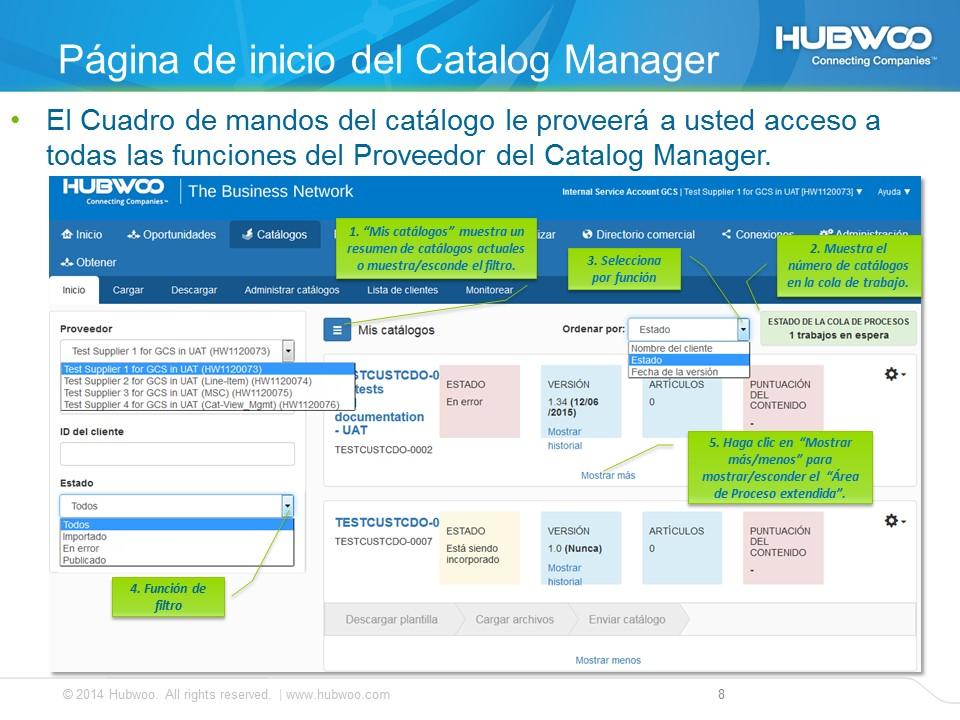 Página de inicio del Catalog Manager
HUBWOO
Connecting Companies™
• El Cuadro de mandos del catálogo le proveerá a usted acceso a
todas las funciones del Proveedor del Catalog Manager.
HUBWOO
Connecting Companies™
The Business Network
Internal Service Account GCS | Test Supplier 1 for GCS in UAT [HW1120073]
Ayuda
Inicio
Oportunidades
Catálogos
Directorio comercial
Conexiones
Administración
Obtener
1. “Mis catálogos” muestra un
resumen de catálogos actuales
o muestra/esconde el filtro.
3. Selecciona
por función
2. Muestra el
número de catálogos
en la cola de trabajo.
Inicio
Cargar
Descargar
Administrar catálogos
Lista de clientes
Monitorear
Proveedor
Test Supplier 1 for GCS in UAT (HW1120073)
Test Supplier 1 for GCS in UAT (HW1120073)
Test Supplier 2 for GCS in UAT (Line-Item) (HW1120074)
Test Supplier 3 for GCS in UAT (MSC) (HW1120075)
Test Supplier 4 for GCS in UAT (Cat-View_Mgmt) (HW1120076)
ID del cliente
Estado
Todos
Todos
Importado
En error
Publicado
4. Función de
filtro
Mis catálogos
Ordenar por:
Estado
Nombre del cliente
Estado
Fecha de la versión
ESTADO DE LA COLA DE PROCESOS
1 trabajos en espera
STCUSTCDO-0
tests
documentation
- UAT
TESTCUSTCDO-0002
ESTADO
En error
VERSIÓN
1.34 (12/06
/2015)
Mostrar
historial
ARTÍCULOS
0
PUNTUACIÓN
DEL
CONTENIDO
-
Mostrar más
5. Haga clic en “Mostrar
más/menos” para
mostrar/esconder el “Área
de Proceso extendida”.
TESTCUSTCDO-0
TESTCUSTCDO-0007
ESTADO
Está siendo
incorporado
VERSIÓN
1.0 (Nunca)
Mostrar
historial
ARTÍCULOS
0
PUNTUACIÓN
DEL
CONTENIDO
-
Descargar plantilla
Cargar archivos
Enviar catálogo
Mostrar menos
© 2014 Hubwoo. All rights reserved. | www.hubwoo.com
8